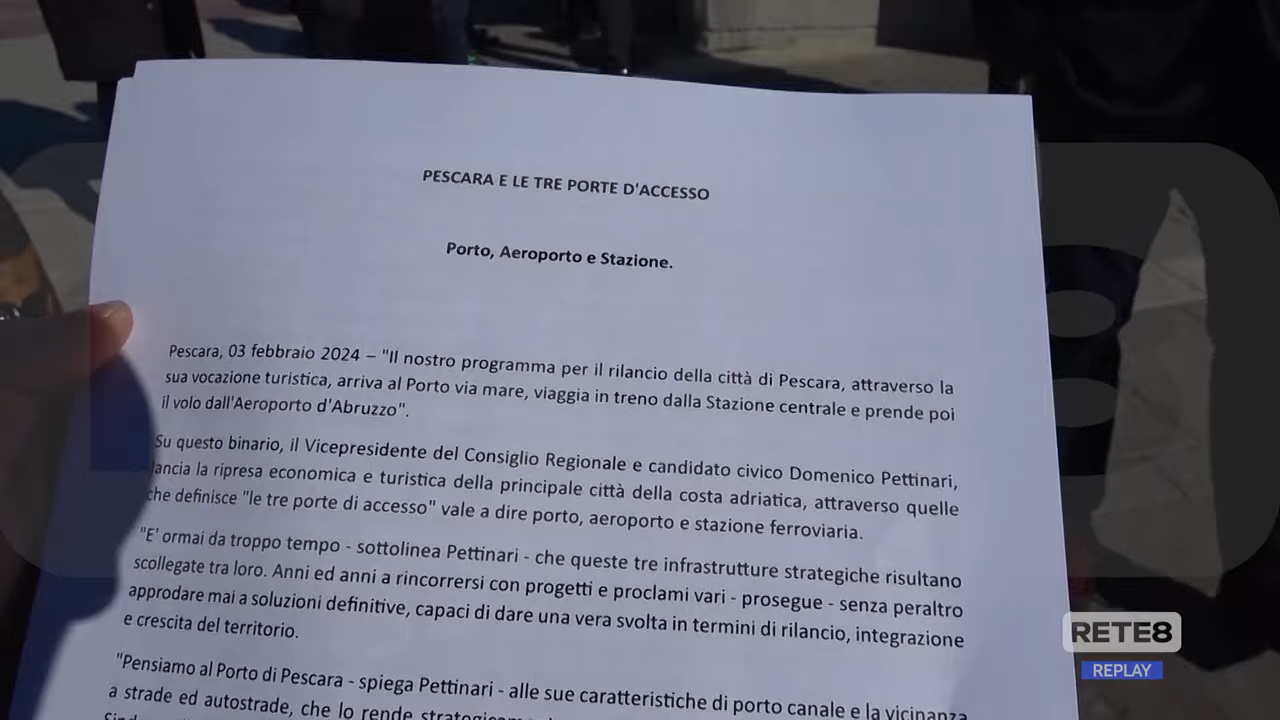 PESCARA E LE TRE PORTE D'ACCESSO
Porto, Aeroporto e Stazione.
Pescara, 03 febbraio 2024 – "Il nostro programma per il rilancio della città di Pescara, attraverso la
sua vocazione turistica, arriva al Porto via mare, viaggia in treno dalla Stazione centrale e prende poi
il volo dall'Aeroporto d'Abruzzo".
Su questo binario, il Vicepresidente del Consiglio Regionale e candidato civico Domenico Pettinari,
lancia la ripresa economica e turistica della principale città della costa adriatica, attraverso quelle
che definisce "le tre porte di accesso" vale a dire porto, aeroporto e stazione ferroviaria.
"E' ormai da troppo tempo - sottolinea Pettinari - che queste tre infrastrutture strategiche risultano
scollegate tra loro. Anni ed anni a rincorrersi con progetti e proclami vari - prosegue - senza peraltro
approdare mai a soluzioni definitive, capaci di dare una vera svolta in termini di rilancio, integrazione
e crescita del territorio.
"Pensiamo al Porto di Pescara - spiega Pettinari - alle sue caratteristiche di porto canale e la vicinanza
a strade ed autostrade, che lo rende
RETE8
REPLAY